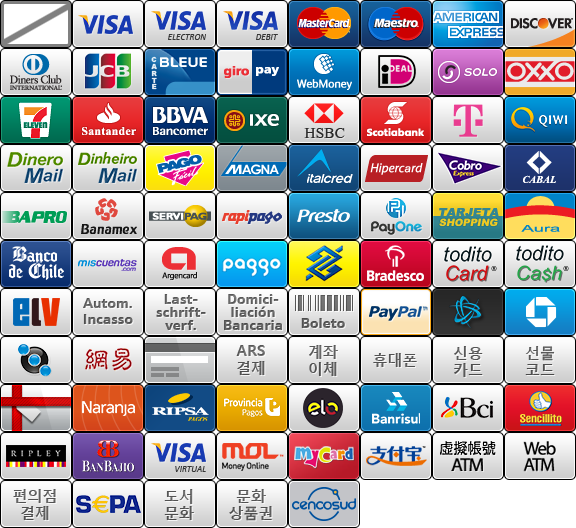 VISA
VISA
ELECTRON
VISA
DEBIT
MasterCard
Maestro
AMERICAN
EXPRESS
DISCOVER
Diners Club
INTERNATIONAL
JCB
CARTE
BLEUE
giro pay
WebMoney
iDEAL
SOLO
OXXO
7
ELEVEN
Santander
BBVA
Bancomer
IXE
HSBC
Scotiabank
T
QIWI
Dinero
Mail
Dinheiro
Mail
PAGO
Fácil
MAGNA
italcred
Hipercard
Cobro
Express
CABAL
BAPRO
Banamex
SERVIPAG
rapipago
Presto
PayOne
TARJETA
SHOPPING
Aura
Banco
de Chile
miscuentas
.com
Argencard
paggo
Bradesco
todito
Card®
todito
Ca$h®
ELV
Autom.
Incasso
Last-
schrift-
verf.
Domici-
liación
Bancaria
Boleto
PayPal™
網易
ARS
결제
계좌
이체
휴대폰
신용
카드
선물
코드
Naranja
RIPSA
PAGOS
Provincia
Pagos
elo
Banrisul
Bci
Sencillito
RIPLEY
BANBAJIO
VISA
VIRTUAL
MOL
Money Online
MyCard
支付宝
虛擬帳號
ATM
Web
ATM
편의점
결제
S€PA
도서
문화
문화
상품권
cencosud